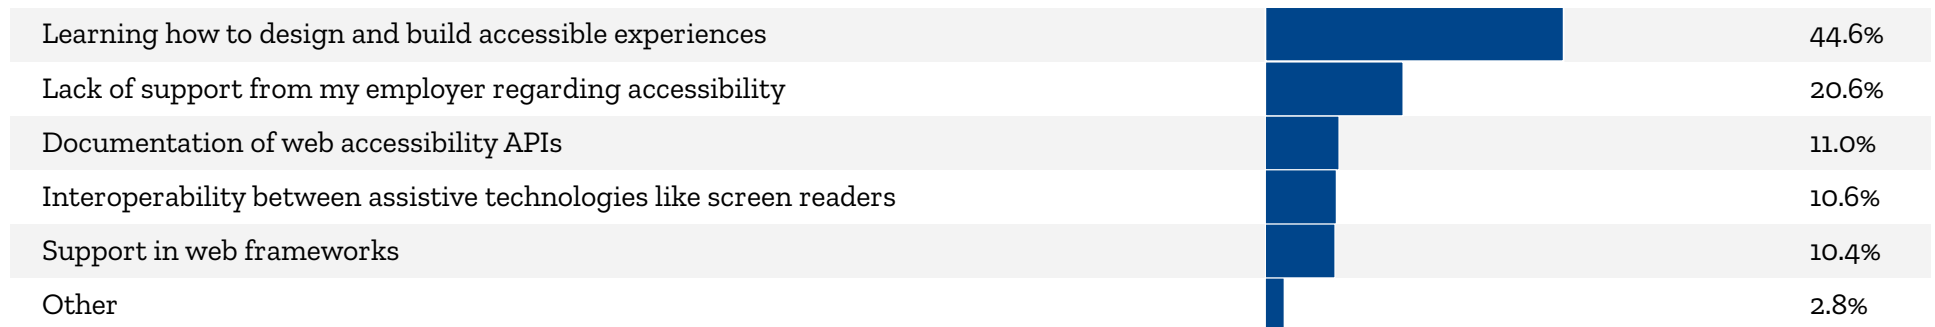 Learning how to design and build accessible experiences 44.6%
Lack of support from my employer regarding accessibility 20.6%
Documentation of web accessibility APIs 11.0%
Interoperability between assistive technologies like screen readers 10.6%
Support in web frameworks 10.4%
Other 2.8%